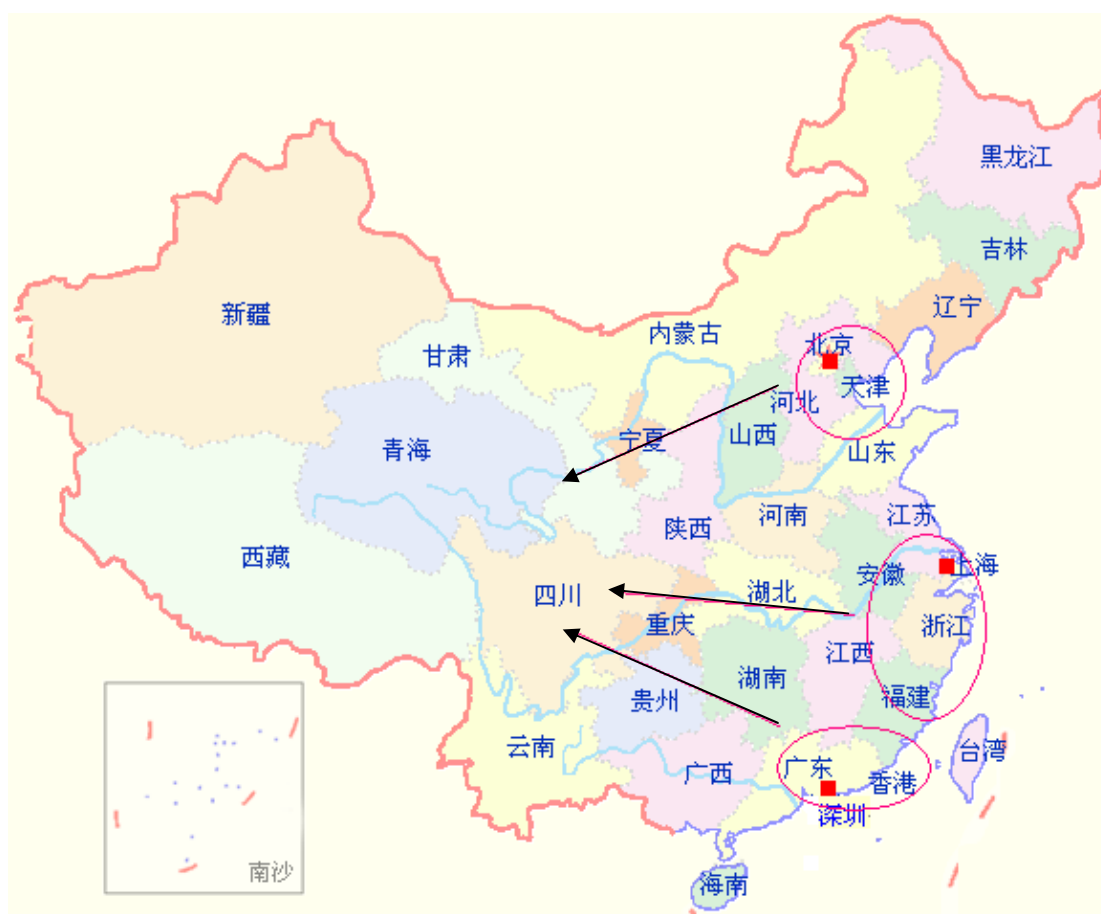 黑龙江
吉林
辽宁
新疆
内蒙古
北京
甘肃
天津
河北
宁夏
山西
青海
山东
陕西
河南
江苏
西藏
上海
安徽
四川
湖北
重庆
浙江
江西
湖南
贵州
福建
云南
台湾
广西
广东
香港
深圳
南沙
海南